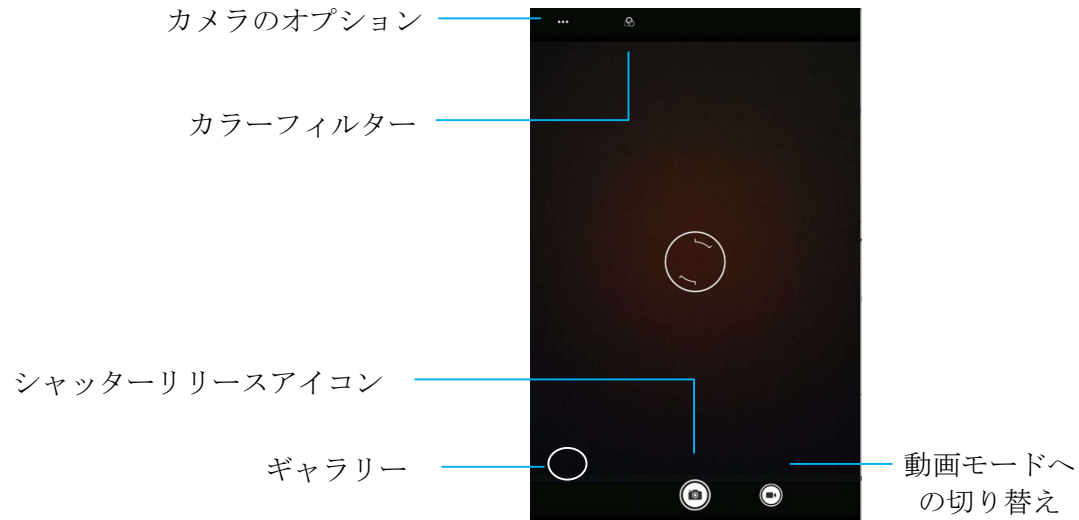 カメラのオプション
カラーフィルター
シャッターリリースアイコン
ギャラリー
動画モードへ
の切り替え